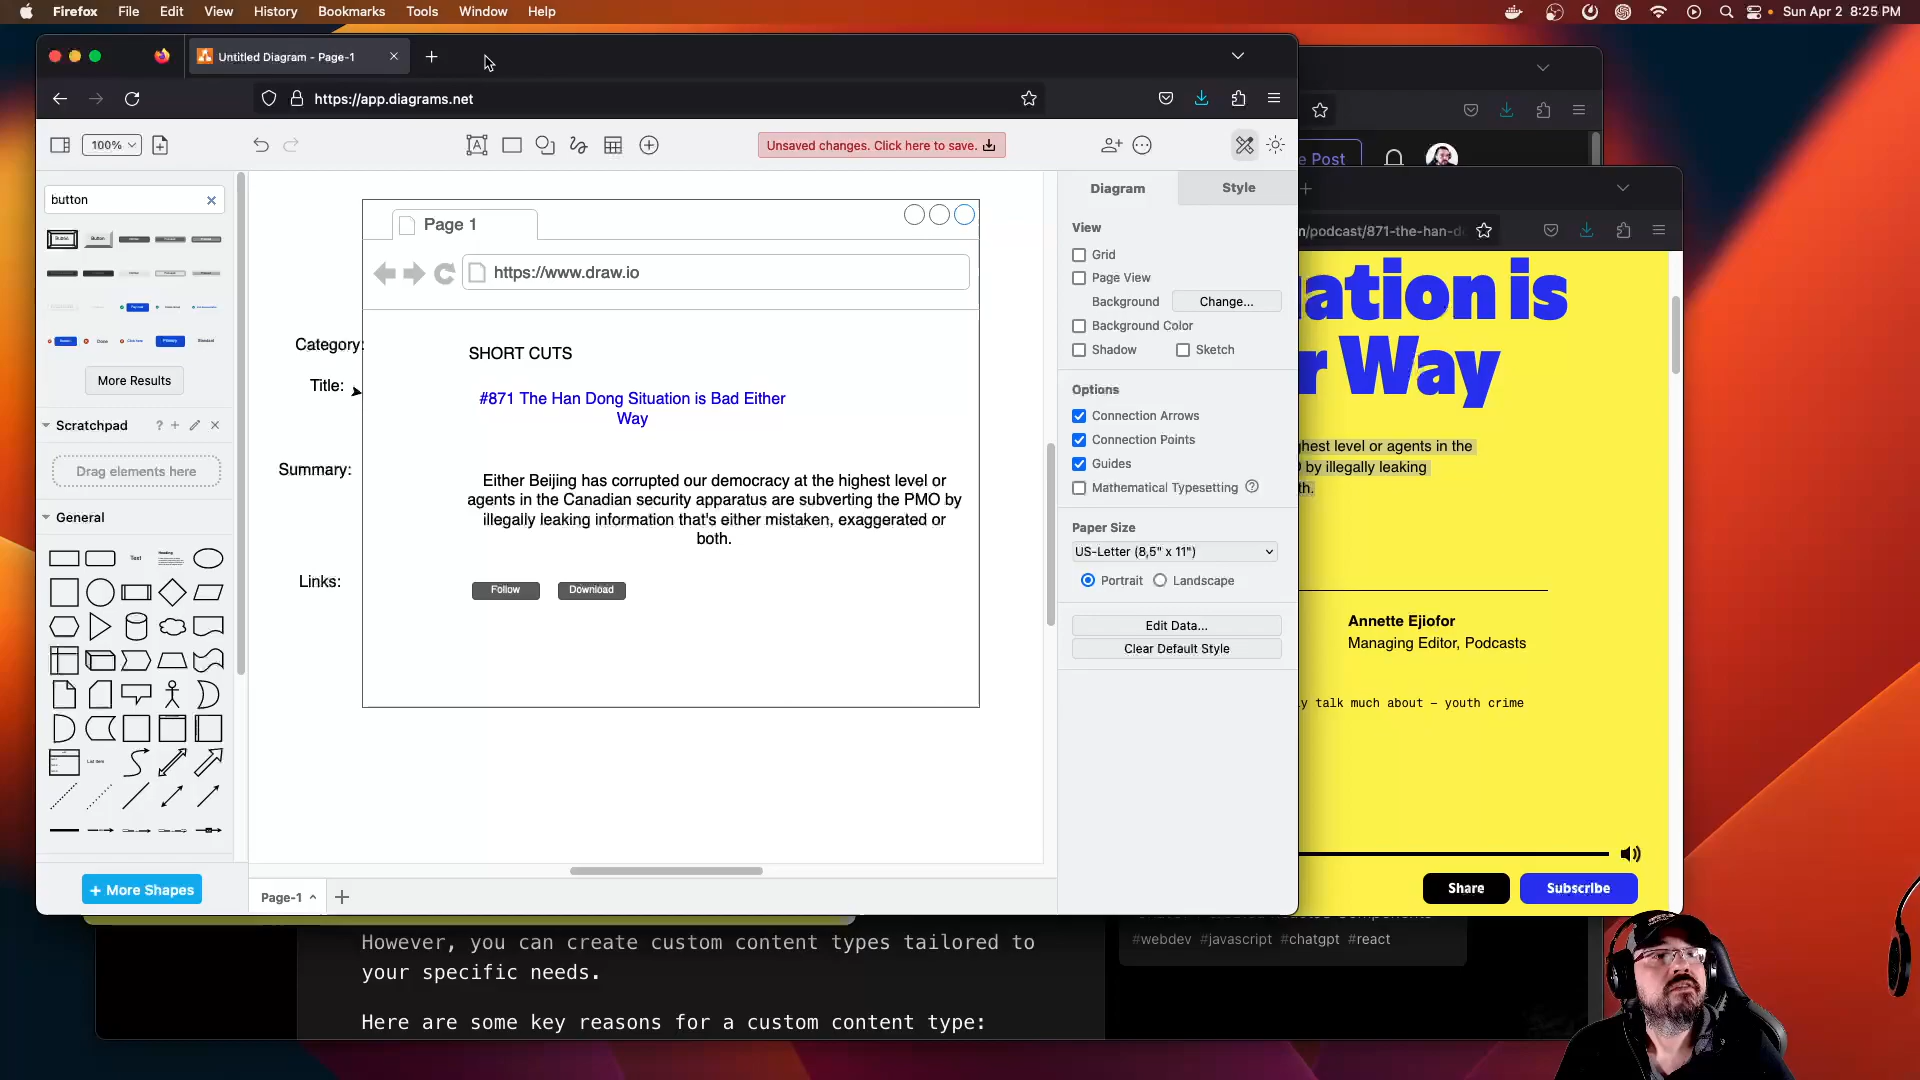 Firefox File Edit View History Bookmarks Tools Window Help
Sun Apr 2 8:25 PM
Untitled Diagram - Page-1
https://app.diagrams.net
100%
Unsaved changes. Click here to save.
button
Button
Button
More Results
Scratchpad
Drag elements here
General
Text
Heading
List Item
+ More Shapes
Page 1
https://www.draw.io
Category:
SHORT CUTS
Title:
#871 The Han Dong Situation is Bad Either
Way
Summary:
Either Beijing has corrupted our democracy at the highest level or
agents in the Canadian security apparatus are subverting the PMO by
illegally leaking information that's either mistaken, exaggerated or
both.
Links:
Follow
Download
Page-1
Diagram
Style
View
Grid
Page View
Background
Change...
Background Color
Shadow
Sketch
Options
Connection Arrows
Connection Points
Guides
Mathematical Typesetting
Paper Size
US-Letter (8,5" x 11")
Portrait
Landscape
Edit Data...
Clear Default Style
e Post
n/podcast/871-the-han-d
ation is
r Way
hest level or agents in the
by illegally leaking
th.
Annette Ejiofor
Managing Editor, Podcasts
y talk much about – youth crime
Share
Subscribe
#webdev #javascript #chatgpt #react
However, you can create custom content types tailored to
your specific needs.
Here are some key reasons for a custom content type: